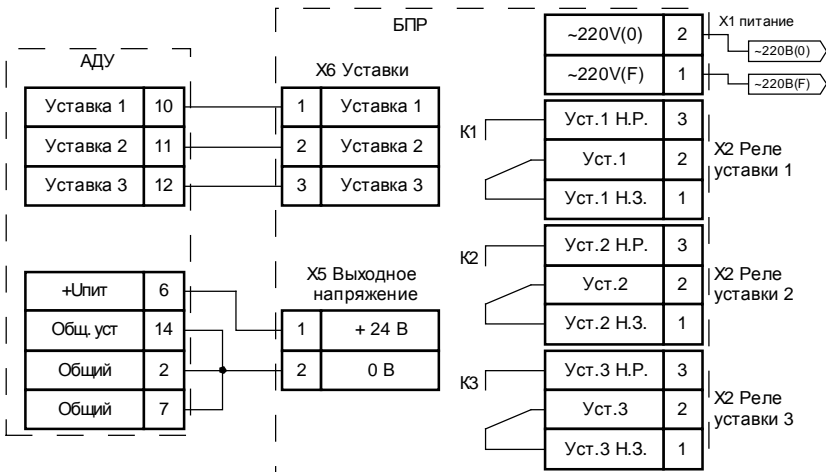 АДУ
Уставка 1 10
Уставка 2 11
Уставка 3 12
+Uпит 6
Общ. уст 14
Общий 2
Общий 7
БПР
X6 Уставки
1 Уставка 1
2 Уставка 2
3 Уставка 3
X5 Выходное
напряжение
1 + 24 В
2 0 В
~220V(0) 2
~220V(F) 1
X1 питание
~220В(0)
~220В(F)
К1
Уст.1 Н.Р. 3
Уст.1 2
Уст.1 Н.З. 1
X2 Реле
уставки 1
К2
Уст.2 Н.Р. 3
Уст.2 2
Уст.2 Н.З. 1
X2 Реле
уставки 2
К3
Уст.3 Н.Р. 3
Уст.3 2
Уст.3 Н.З. 1
X2 Реле
уставки 3